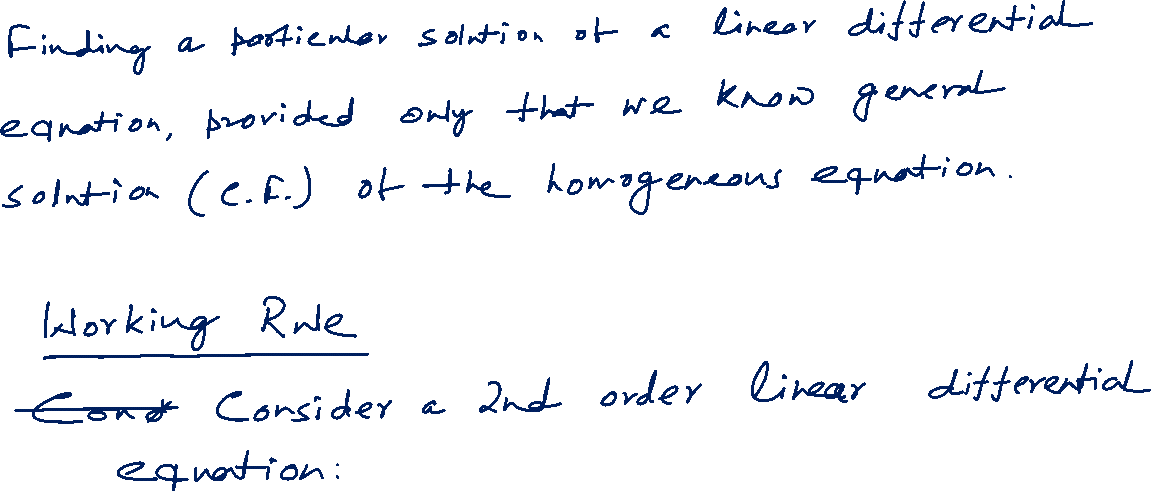 Finding a particular solution of a linear differential
equation, provided only that we know general
solution (C.F.) of the homogeneous equation.
Working Rule
Consider a 2nd order linear differential
equation: